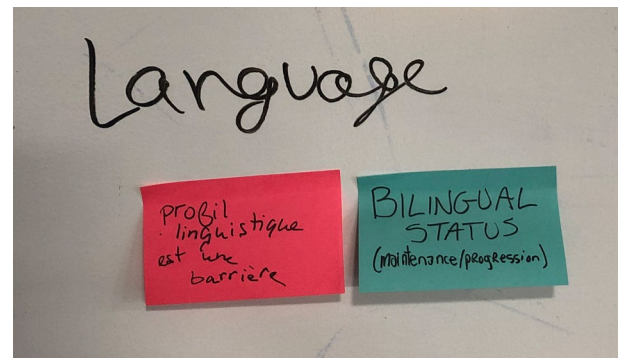 Language
profil
linguistique
est une
barrière
BILINGUAL
STATUS
(maintenance/progression)